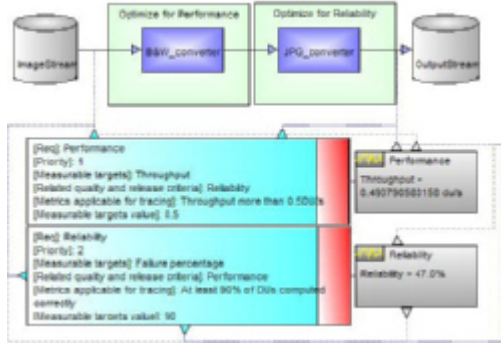 Optimize for Performance
Optimize for Reliability
ImageStream
B&W_converter
JPG_converter
OutputStream
[Req]: Performance
[Priority]: 1
[Measurable targets]: Throughput
[Related quality and release criteria]: Reliability
[Metrics applicable for tracing]: Throughput more than 0.5DU/s
[Measurable targets value]: 0.5
Performance
Throughput =
0.490790583158 du/s
[Req]: Reliability
[Priority]: 2
[Measurable targets]: Failure percentage
[Related quality and release criteria]: Performance
[Metrics applicable for tracing]: At least 90% of DUs computed
correctly
[Measurable targets value]: 90
Reliability
Reliability = 47.0%